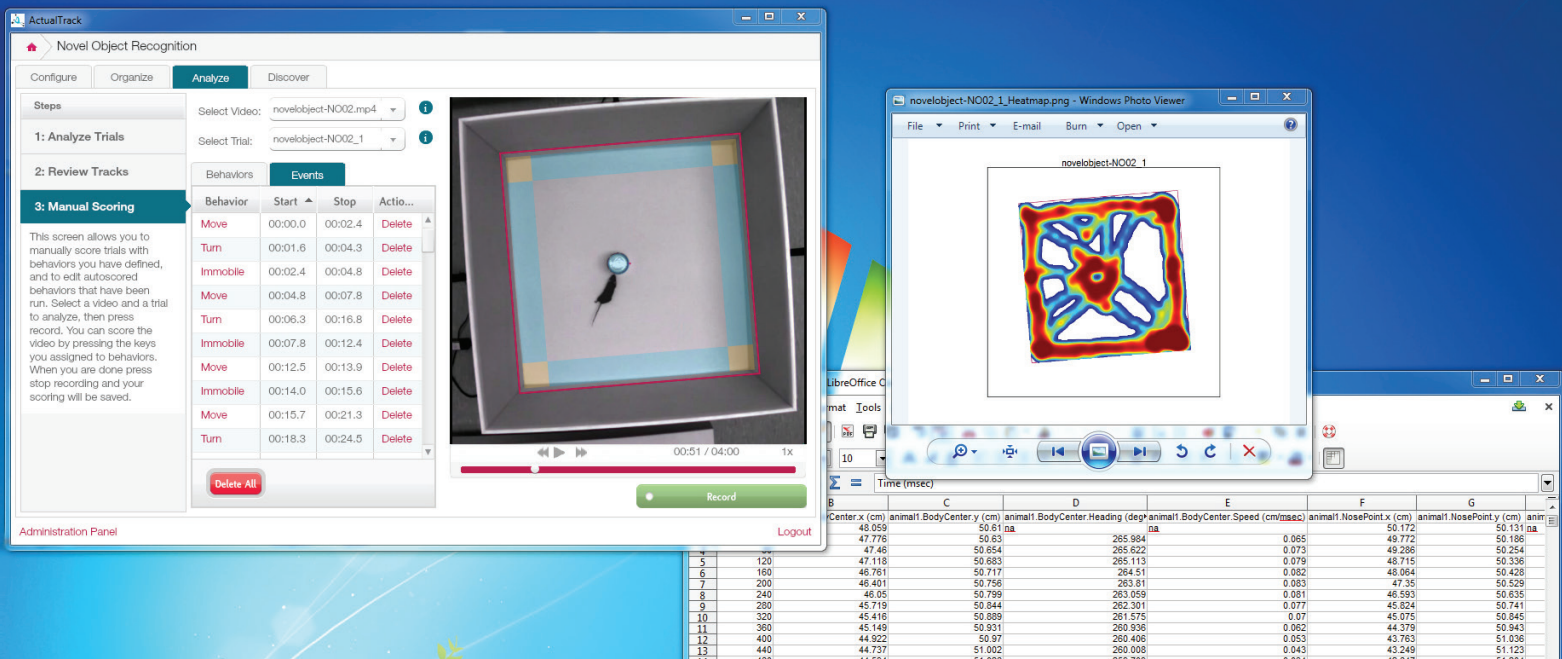 ActualTrack
Novel Object Recognition
Configure Organize Analyze Discover
Steps
1: Analyze Trials
2: Review Tracks
3: Manual Scoring
This screen allows you to
manually score trials with
behaviors you have defined,
and to edit autoscored
behaviors that have been
run. Select a video and a trial
to analyze, then press
record. You can score the
video by pressing the keys
you assigned to behaviors.
When you are done press
stop recording and your
scoring will be saved.
Select Video: novelobject-NO02.mp4
Select Trial: novelobject-NO02_1
Behaviors Events
Behavior Start Stop Actio...
Move 00:00.0 00:02.4 Delete
Turn 00:01.6 00:04.3 Delete
Immobile 00:02.4 00:04.8 Delete
Move 00:04.8 00:07.8 Delete
Turn 00:06.3 00:16.8 Delete
Immobile 00:07.8 00:12.4 Delete
Move 00:12.5 00:13.9 Delete
Immobile 00:14.0 00:15.6 Delete
Move 00:15.7 00:21.3 Delete
Turn 00:18.3 00:24.5 Delete
Delete All
00:51 / 04:00 1x
Record
Administration Panel
Logout
novelobject-NO02_1_Heatmap.png - Windows Photo Viewer
File Print E-mail Burn Open
novelobject-NO02_1
LibreOffice C
rmat Tools
PDF
10
Σ = Time (msec)
B C D E F G
yCenter.x (cm) animal1.BodyCenter.y (cm) animal1.BodyCenter.Heading (deg animal1.BodyCenter.Speed (cm/msec) animal1.NosePoint.x (cm) animal1.NosePoint.y (cm) anim
48.059 50.61 na na 50.172 50.131 na
47.776 50.63 265.984 0.065 49.772 50.186
47.46 50.654 265.622 0.073 49.286 50.254
5 120 47.118 50.683 265.113 0.079 48.715 50.336
6 160 46.761 50.717 264.51 0.082 48.064 50.428
7 200 46.401 50.756 263.81 0.083 47.35 50.529
8 240 46.05 50.799 263.059 0.081 46.593 50.635
9 280 45.719 50.844 262.301 0.077 45.824 50.741
10 320 45.416 50.889 261.575 0.07 45.075 50.845
11 360 45.149 50.931 260.936 0.062 44.379 50.943
12 400 44.922 50.97 260.406 0.053 43.763 51.036
13 440 44.737 51.002 260.008 0.043 43.249 51.123